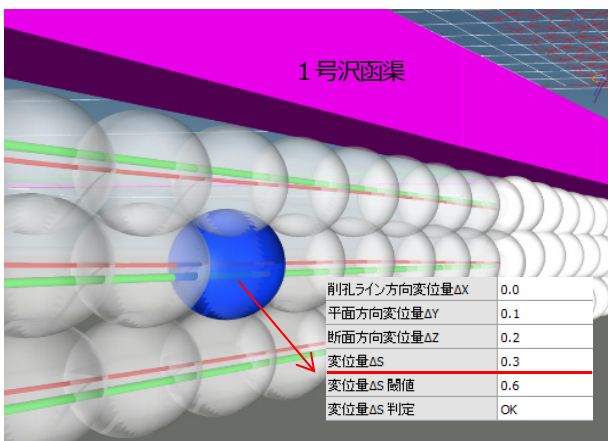 １号沢函渠
削孔ライン方向変位量ΔX 0.0
平面方向変位量ΔY 0.1
断面方向変位量ΔZ 0.2
変位量ΔS 0.3
変位量ΔS 閾値 0.6
変位量ΔS 判定 OK